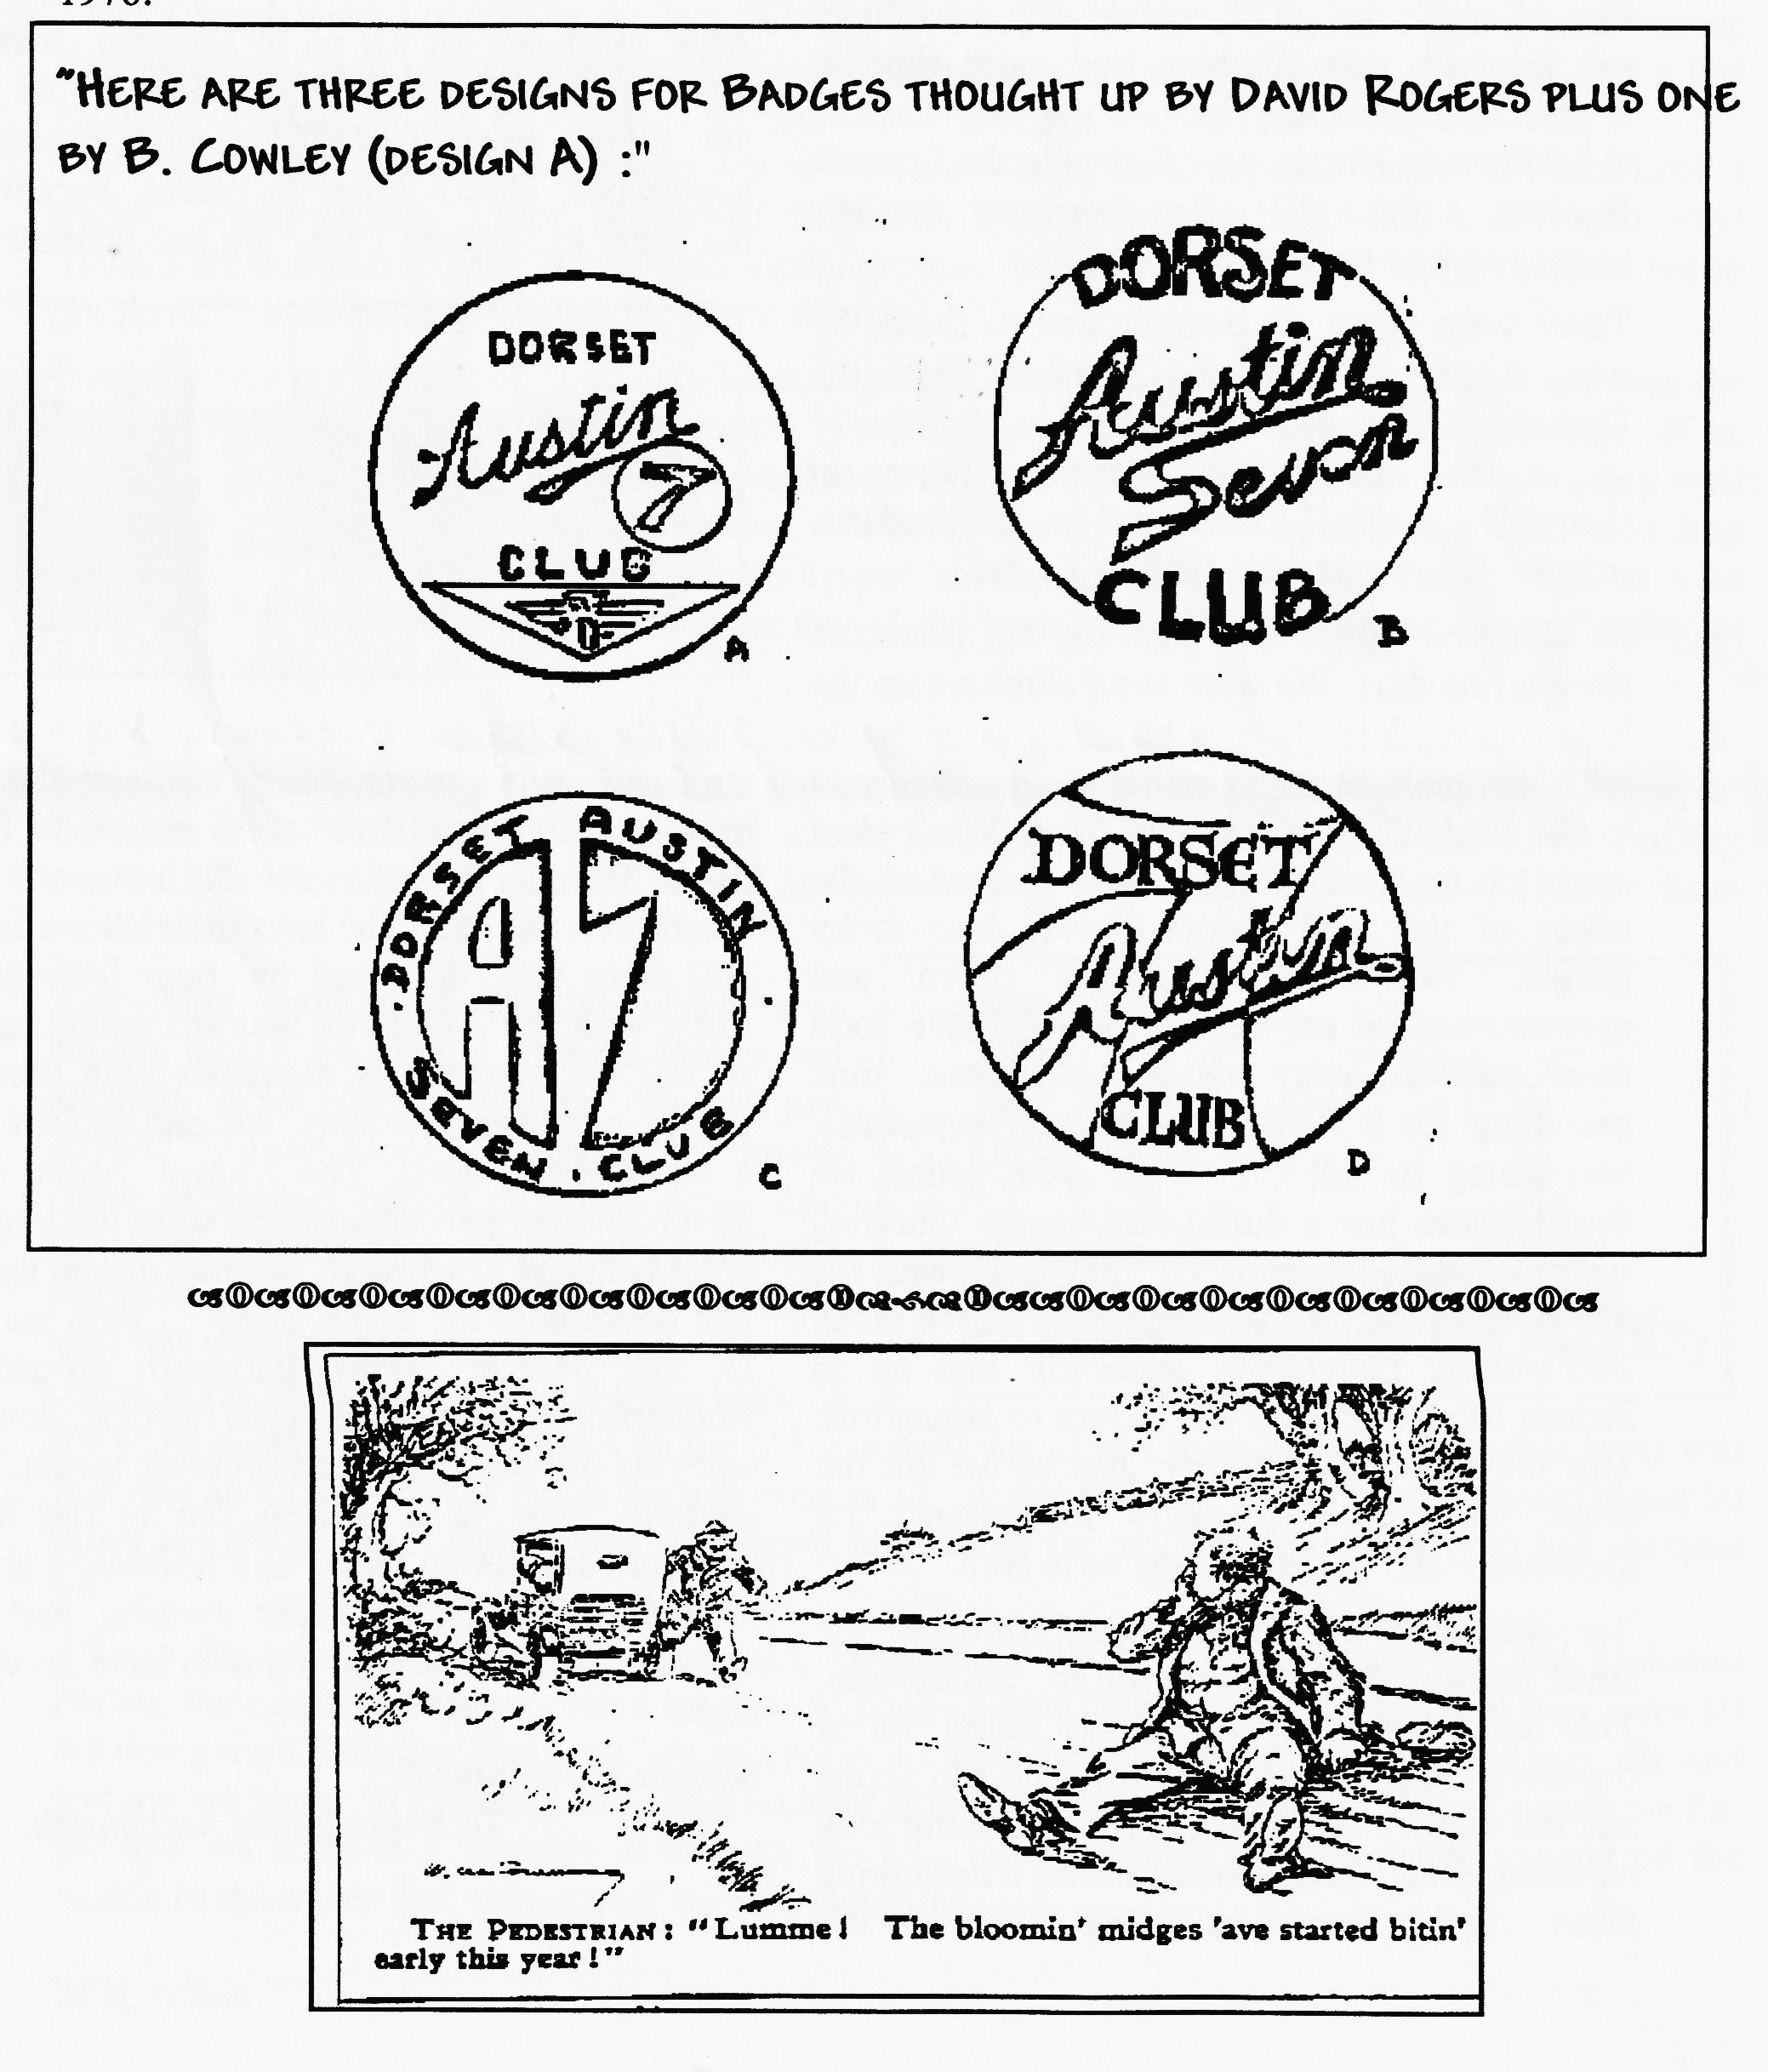 "HERE ARE THREE DESIGNS FOR BADGES THOUGHT UP BY DAVID ROGERS PLUS ONE
BY B. COWLEY (DESIGN A) :"
DORSET
Austin
7
CLUB
A
DORSET
Austin
Seven
CLUB
B
DORSET AUSTIN
A7
SEVEN . CLUB
C
DORSET
Austin
CLUB
D
THE PEDESTRIAN: "Lumme! The bloomin' midges 'ave started bitin'
early this year!"